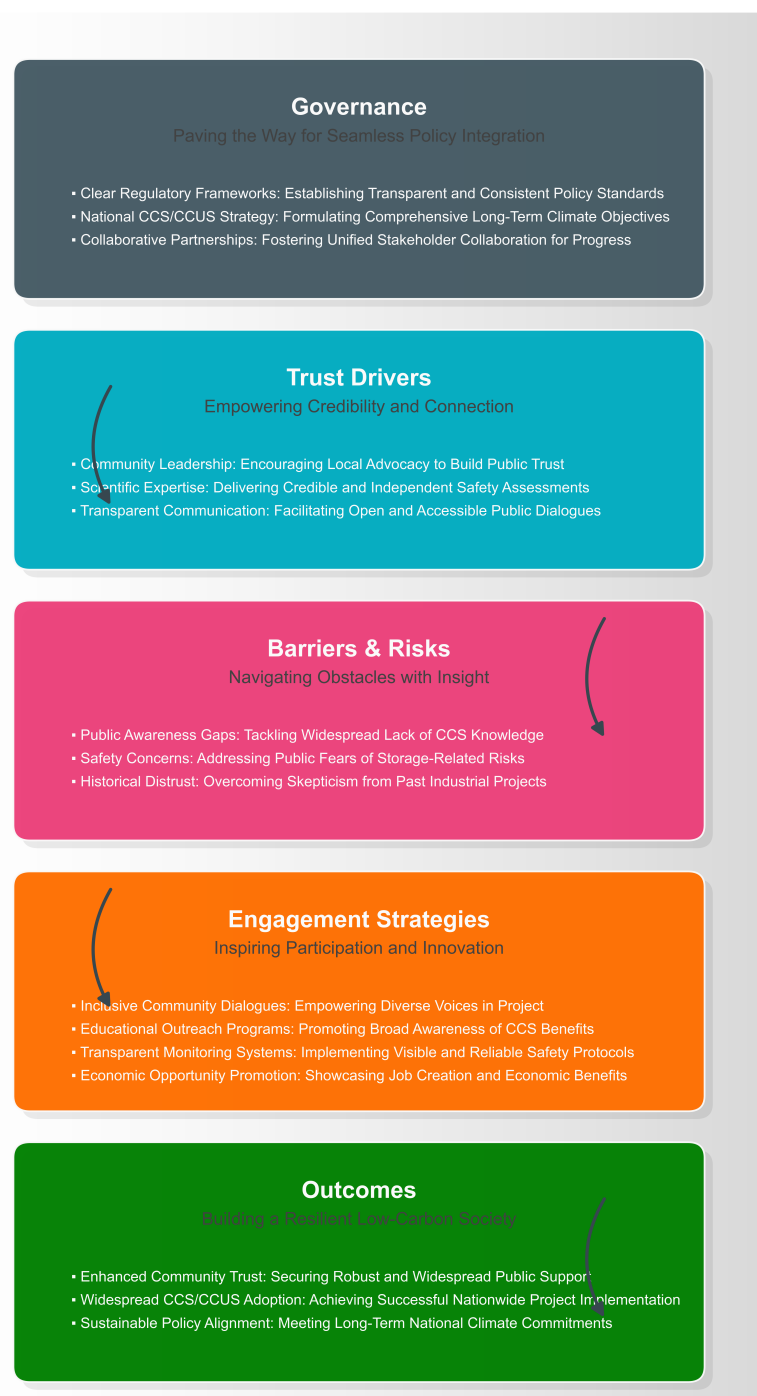 Governance
Paving the Way for Seamless Policy Integration
▪ Clear Regulatory Frameworks: Establishing Transparent and Consistent Policy Standards
▪ National CCS/CCUS Strategy: Formulating Comprehensive Long-Term Climate Objectives
▪ Collaborative Partnerships: Fostering Unified Stakeholder Collaboration for Progress
Trust Drivers
Empowering Credibility and Connection
▪ Community Leadership: Encouraging Local Advocacy to Build Public Trust
▪ Scientific Expertise: Delivering Credible and Independent Safety Assessments
▪ Transparent Communication: Facilitating Open and Accessible Public Dialogues
Barriers & Risks
Navigating Obstacles with Insight
▪ Public Awareness Gaps: Tackling Widespread Lack of CCS Knowledge
▪ Safety Concerns: Addressing Public Fears of Storage-Related Risks
▪ Historical Distrust: Overcoming Skepticism from Past Industrial Projects
Engagement Strategies
Inspiring Participation and Innovation
▪ Inclusive Community Dialogues: Empowering Diverse Voices in Project
▪ Educational Outreach Programs: Promoting Broad Awareness of CCS Benefits
▪ Transparent Monitoring Systems: Implementing Visible and Reliable Safety Protocols
▪ Economic Opportunity Promotion: Showcasing Job Creation and Economic Benefits
Outcomes
Building a Resilient Low-Carbon Society
▪ Enhanced Community Trust: Securing Robust and Widespread Public Support
▪ Widespread CCS/CCUS Adoption: Achieving Successful Nationwide Project Implementation
▪ Sustainable Policy Alignment: Meeting Long-Term National Climate Commitments